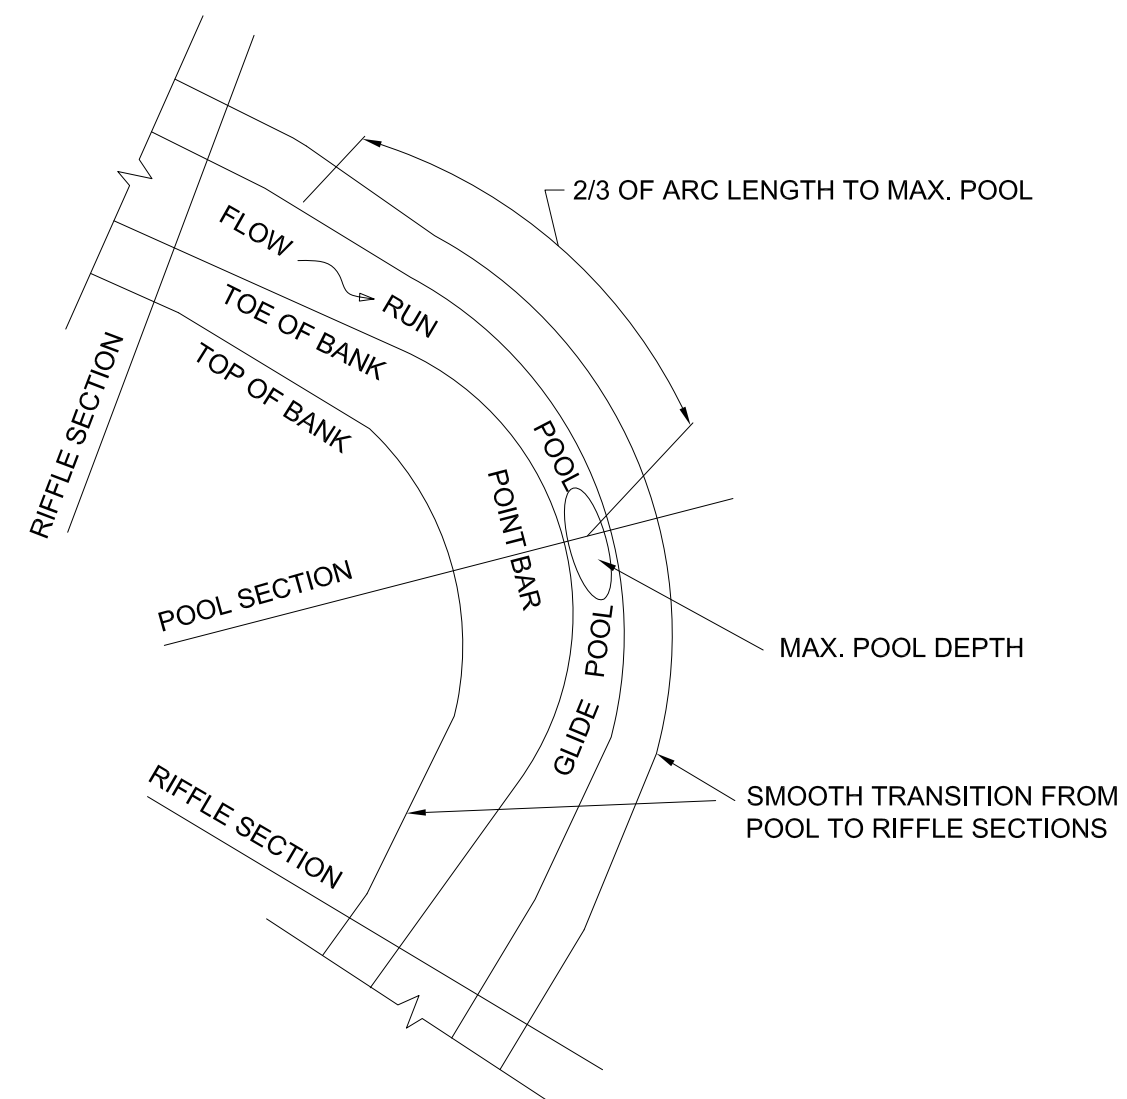 2/3 OF ARC LENGTH TO MAX. POOL
FLOW
RUN
TOE OF BANK
TOP OF BANK
RIFFLE SECTION
POOL
POINT BAR
POOL SECTION
POOL
MAX. POOL DEPTH
GLIDE
RIFFLE SECTION
SMOOTH TRANSITION FROM
POOL TO RIFFLE SECTIONS